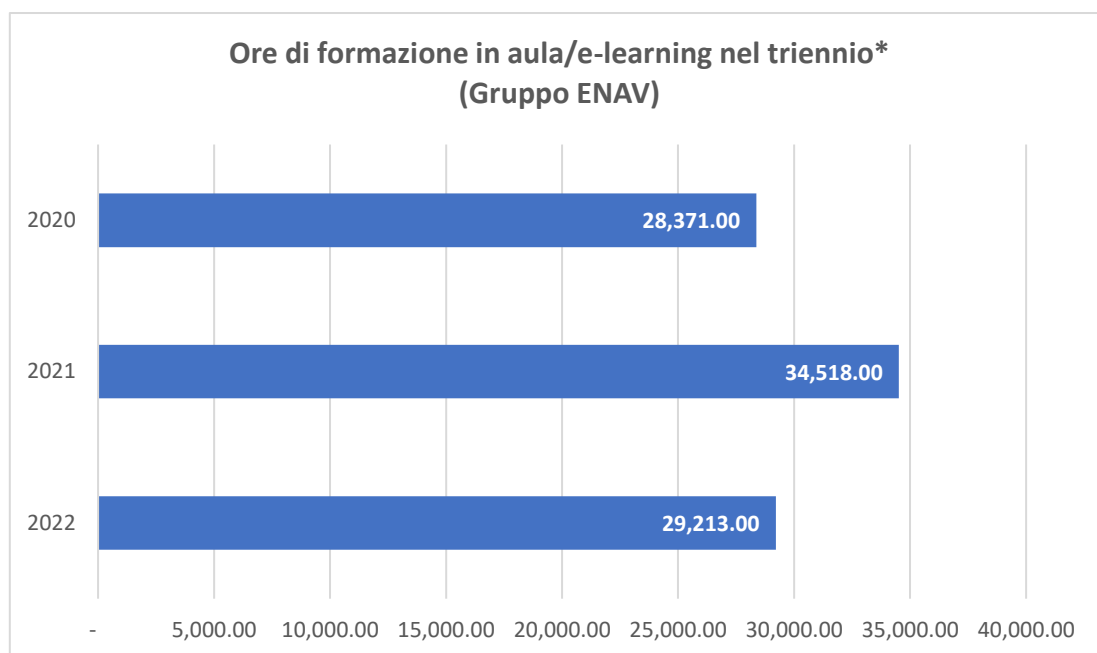 Ore di formazione in aula/e-learning nel triennio*
(Gruppo ENAV)
2020
28,371.00
2021
34,518.00
2022
29,213.00
- 5,000.00 10,000.00 15,000.00 20,000.00 25,000.00 30,000.00 35,000.00 40,000.00